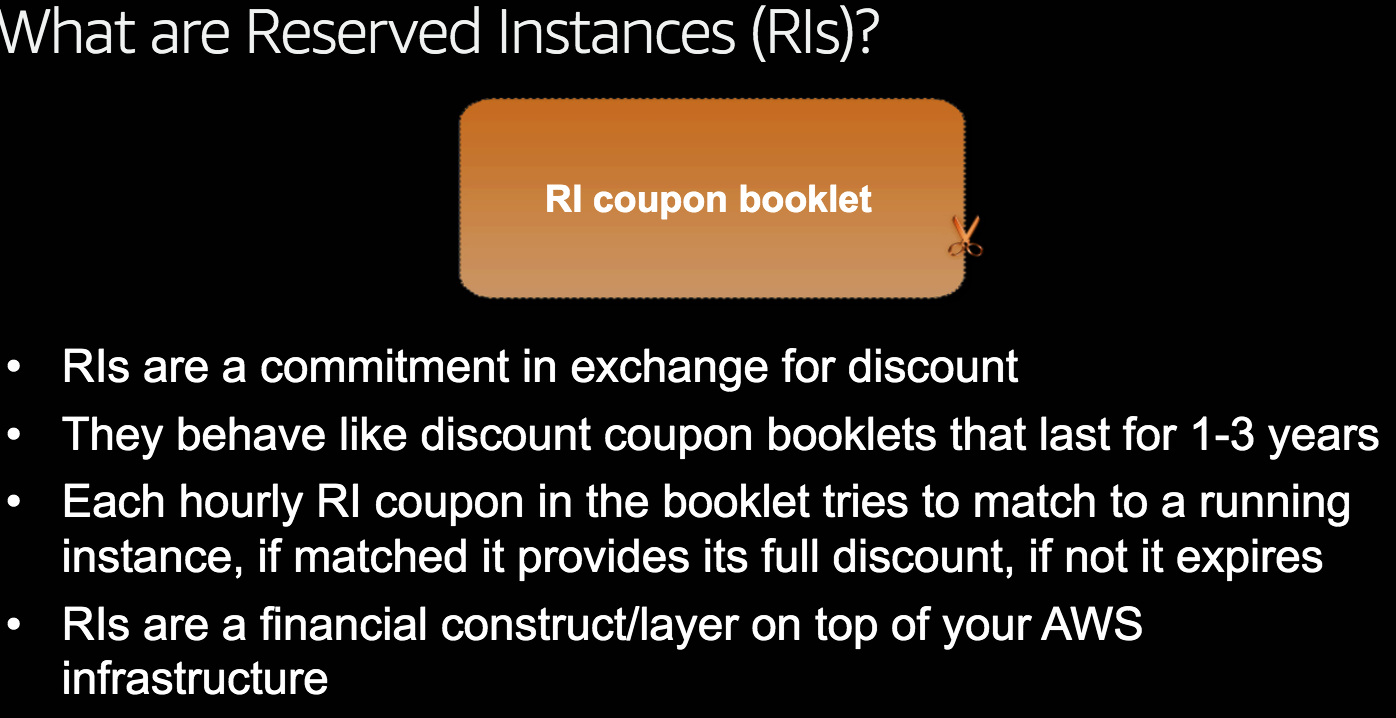 What are Reserved Instances (RIs)?
RI coupon booklet
• RIs are a commitment in exchange for discount
• They behave like discount coupon booklets that last for 1-3 years
• Each hourly RI coupon in the booklet tries to match to a running
instance, if matched it provides its full discount, if not it expires
• RIs are a financial construct/layer on top of your AWS
infrastructure